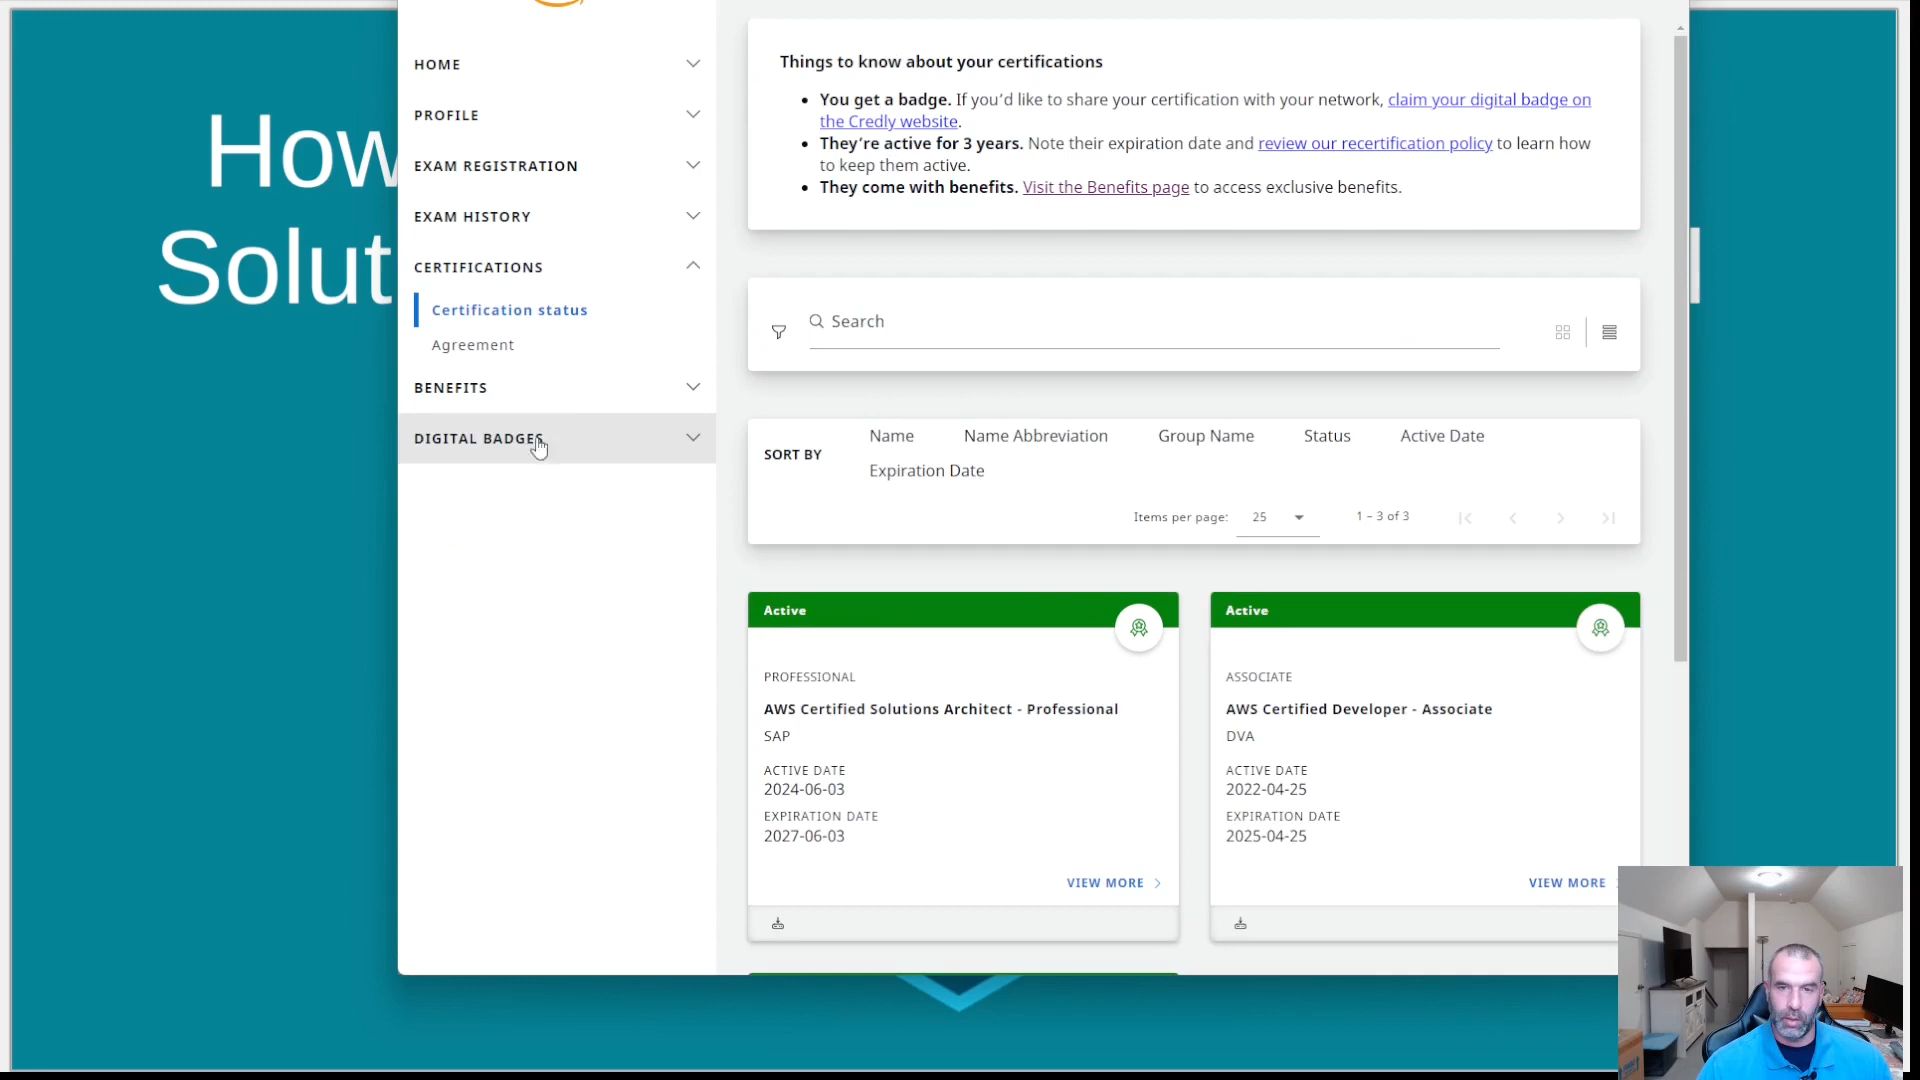 How
Solut
HOME
PROFILE
EXAM REGISTRATION
EXAM HISTORY
CERTIFICATIONS
Certification status
Agreement
BENEFITS
DIGITAL BADGES
Things to know about your certifications
You get a badge. If you’d like to share your certification with your network, claim your digital badge on
the Credly website.
They’re active for 3 years. Note their expiration date and review our recertification policy to learn how
to keep them active.
They come with benefits. Visit the Benefits page to access exclusive benefits.
Search
SORT BY
Name Name Abbreviation Group Name Status Active Date
Expiration Date
Items per page: 25 1 – 3 of 3
Active
PROFESSIONAL
AWS Certified Solutions Architect - Professional
SAP
ACTIVE DATE
2024-06-03
EXPIRATION DATE
2027-06-03
VIEW MORE
Active
ASSOCIATE
AWS Certified Developer - Associate
DVA
ACTIVE DATE
2022-04-25
EXPIRATION DATE
2025-04-25
VIEW MORE